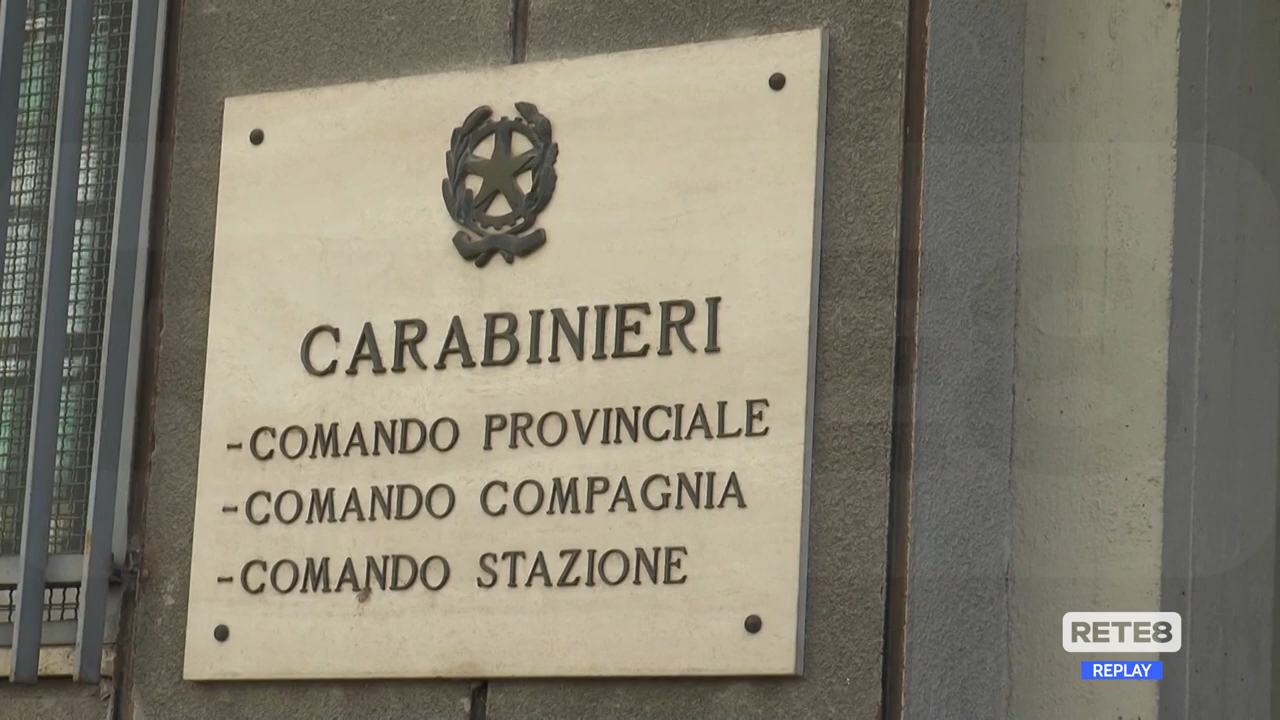 CARABINIERI
-COMANDO PROVINCIALE
-COMANDO COMPAGNIA
-COMANDO STAZIONE
RETE8
REPLAY